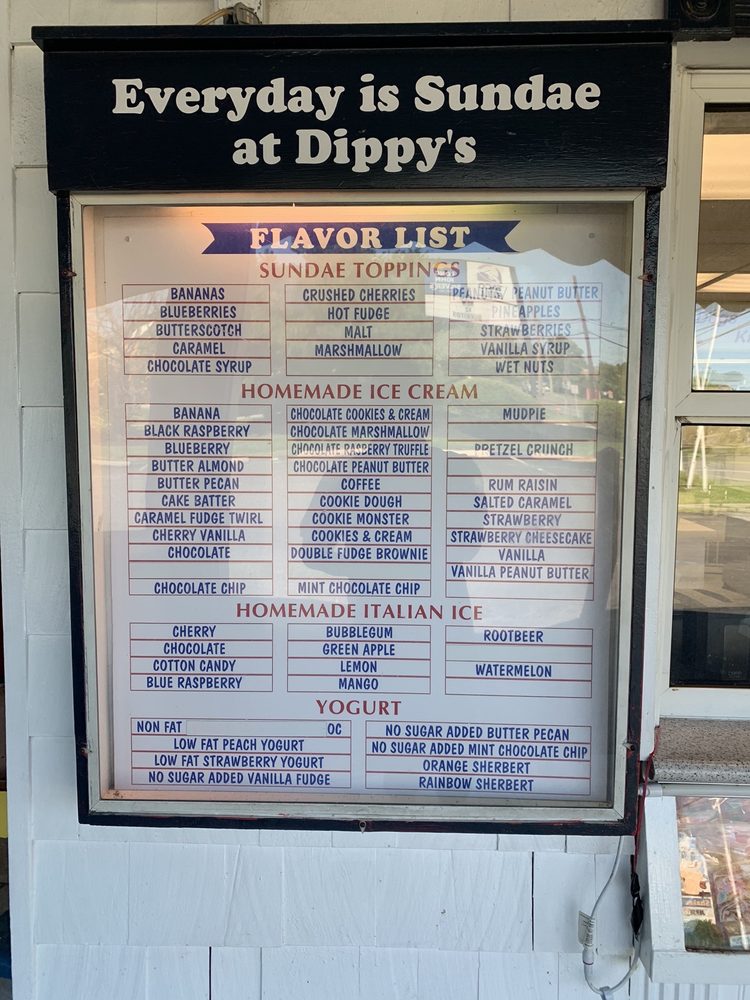 Everyday is Sundae
at Dippy's
FLAVOR LIST
SUNDAE TOPPINGS
BANANAS
BLUEBERRIES
BUTTERSCOTCH
CARAMEL
CHOCOLATE SYRUP
CRUSHED CHERRIES
HOT FUDGE
MALT
MARSHMALLOW
PEANUTS/ PEANUT BUTTER
PINEAPPLES
STRAWBERRIES
VANILLA SYRUP
WET NUTS
HOMEMADE ICE CREAM
BANANA
BLACK RASPBERRY
BLUEBERRY
BUTTER ALMOND
BUTTER PECAN
CAKE BATTER
CARAMEL FUDGE TWIRL
CHERRY VANILLA
CHOCOLATE
CHOCOLATE CHIP
CHOCOLATE COOKIES & CREAM
CHOCOLATE MARSHMALLOW
CHOCOLATE RASBERRY TRUFFLE
CHOCOLATE PEANUT BUTTER
COFFEE
COOKIE DOUGH
COOKIE MONSTER
COOKIES & CREAM
DOUBLE FUDGE BROWNIE
MINT CHOCOLATE CHIP
MUDPIE
PRETZEL CRUNCH
RUM RAISIN
SALTED CARAMEL
STRAWBERRY
STRAWBERRY CHEESECAKE
VANILLA
VANILLA PEANUT BUTTER
HOMEMADE ITALIAN ICE
CHERRY
CHOCOLATE
COTTON CANDY
BLUE RASPBERRY
BUBBLEGUM
GREEN APPLE
LEMON
MANGO
ROOTBEER
WATERMELON
YOGURT
NON FAT OC
LOW FAT PEACH YOGURT
LOW FAT STRAWBERRY YOGURT
NO SUGAR ADDED VANILLA FUDGE
NO SUGAR ADDED BUTTER PECAN
NO SUGAR ADDED MINT CHOCOLATE CHIP
ORANGE SHERBERT
RAINBOW SHERBERT